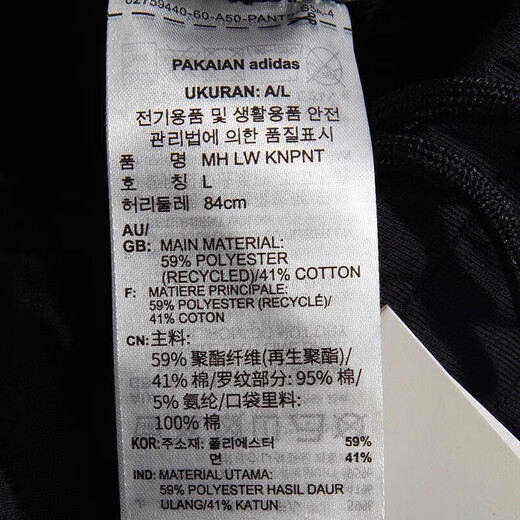 02759440-60-A50-PANT
PAKAIAN adidas
UKURAN: A/L
전기용품 및 생활용품 안전
관리법에 의한 품질표시
품 명 MH LW KNPNT
호 칭 L
허리둘레 84cm
AU/
GB: MAIN MATERIAL:
59% POLYESTER
(RECYCLED)/41% COTTON
F: MATIERE PRINCIPALE:
59% POLYESTER (RECYCLÉ)/
41% COTON
CN: 主料:
59% 聚酯纤维(再生聚酯)/
41% 棉/罗纹部分: 95% 棉/
5% 氨纶/口袋里料:
100% 棉
KOR: 주소재: 폴리에스터 59%
면 41%
IND: MATERIAL UTAMA:
59% POLYESTER HASIL DAUR
ULANG/41% KATUN